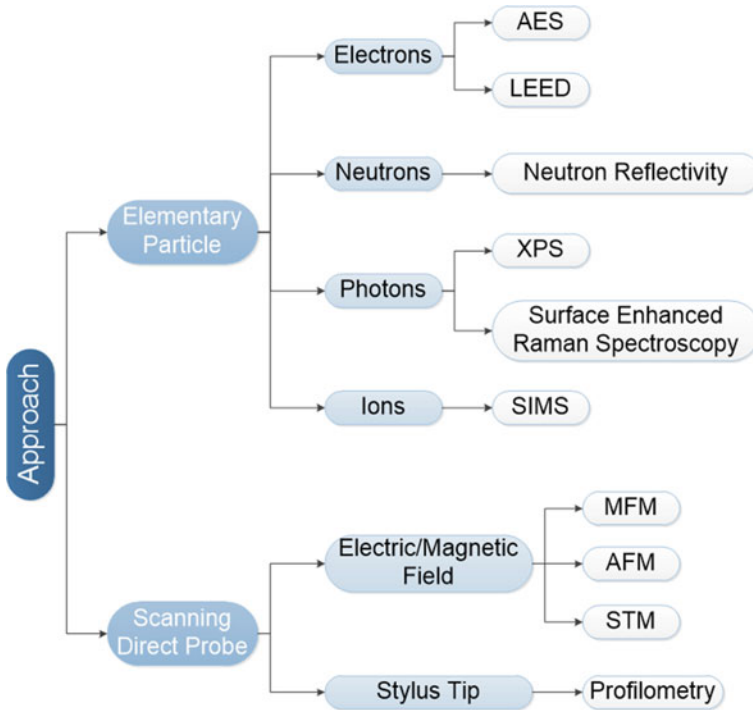 Approach
Elementary
Particle
Electrons
AES
LEED
Neutrons
Neutron Reflectivity
Photons
XPS
Surface Enhanced
Raman Spectroscopy
Ions
SIMS
Scanning
Direct Probe
Electric/Magnetic
Field
MFM
AFM
STM
Stylus Tip
Profilometry